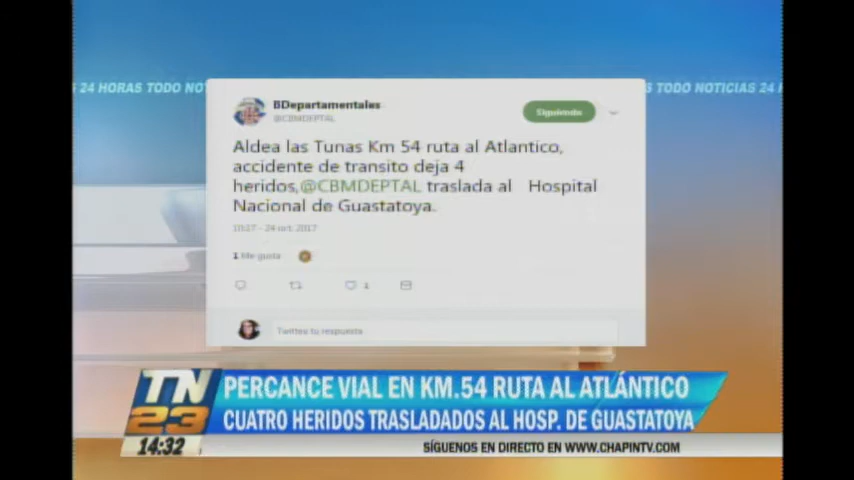 S 24 HORAS TODO NOT
S TODO NOTICIAS 24 H
BDepartamentales
@CBMDEPTAL
Siguiendo
Aldea las Tunas Km 54 ruta al Atlantico,
accidente de transito deja 4
heridos,@CBMDEPTAL traslada al Hospital
Nacional de Guastatoya.
10:17 - 24 oct. 2017
1 Me gusta
1
Twittea tu respuesta
TN
23
14:32
PERCANCE VIAL EN KM.54 RUTA AL ATLÁNTICO
CUATRO HERIDOS TRASLADADOS AL HOSP. DE GUASTATOYA
SÍGUENOS EN DIRECTO EN WWW.CHAPINTV.COM